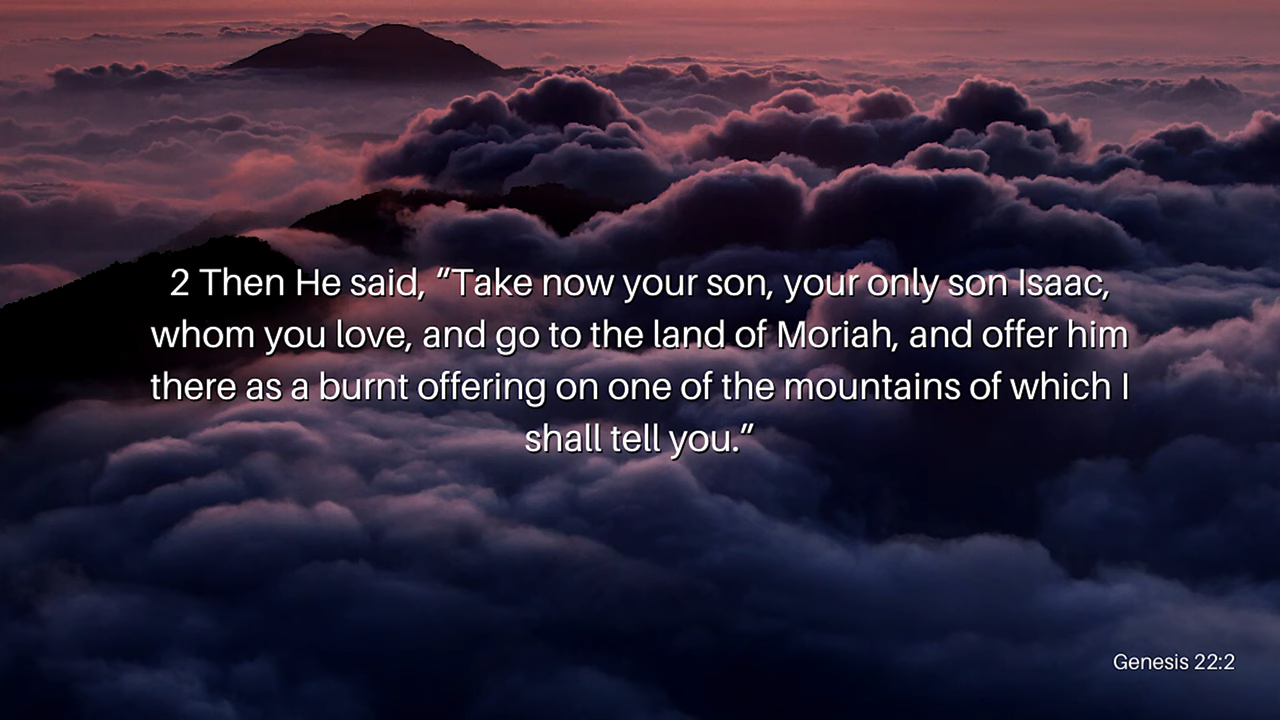 2 Then He said, “Take now your son, your only son Isaac,
whom you love, and go to the land of Moriah, and offer him
there as a burnt offering on one of the mountains of which I
shall tell you.”
Genesis 22:2